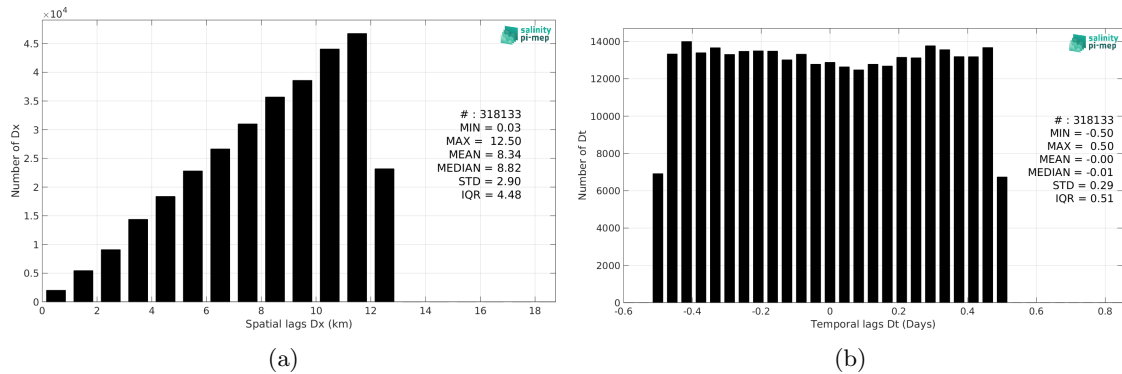 ×10⁴
4.5
4
3.5
3
2.5
2
1.5
1
0.5
0
Number of Dx
0 2 4 6 8 10 12 14 16 18
Spatial lags Dx (km)
salinity
pi-mep
# : 318133
MIN = 0.03
MAX = 12.50
MEAN = 8.34
MEDIAN = 8.82
STD = 2.90
IQR = 4.48
(a)
14000
12000
10000
8000
6000
4000
2000
0
Number of Dt
-0.6 -0.4 -0.2 0 0.2 0.4 0.6 0.8
Temporal lags Dt (Days)
salinity
pi-mep
# : 318133
MIN = -0.50
MAX = 0.50
MEAN = -0.00
MEDIAN = -0.01
STD = 0.29
IQR = 0.51
(b)